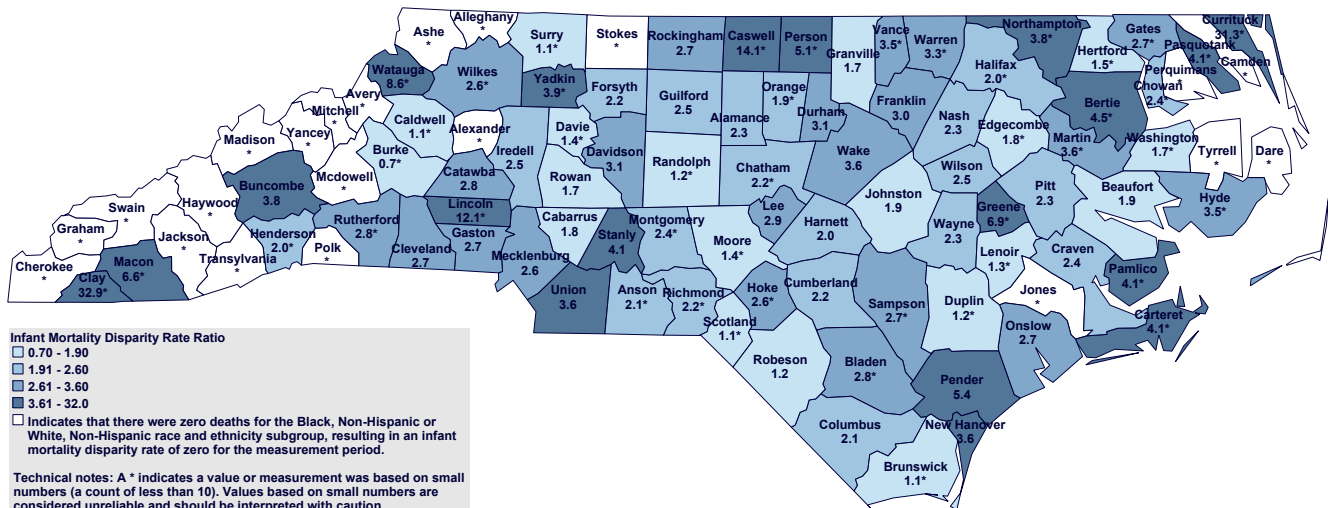 Alleghany
*
Ashe
*
Surry
1.1*
Stokes
*
Rockingham
2.7
Caswell
14.1*
Person
5.1*
Granville
1.7
Vance
3.5*
Warren
3.3*
Northampton
3.8*
Halifax
2.0*
Hertford
1.5*
Gates
2.7*
Currituck
31.3*
Pasquotank
4.1*
Camden
*
Perquimans
*
Chowan
2.4*
Watauga
8.6*
Wilkes
2.6*
Yadkin
3.9*
Forsyth
2.2
Guilford
2.5
Alamance
2.3
Orange
1.9*
Durham
3.1
Franklin
3.0
Nash
2.3
Edgecombe
1.8*
Bertie
4.5*
Martin
3.6*
Washington
1.7*
Tyrrell
*
Dare
*
Avery
*
Mitchell
*
Yancey
*
Madison
*
Caldwell
1.1*
Alexander
*
Burke
0.7*
Mcdowell
*
Catawba
2.8
Iredell
2.5
Davie
1.4*
Davidson
3.1
Rowan
1.7
Randolph
1.2*
Chatham
2.2*
Wake
3.6
Johnston
1.9
Wilson
2.5
Pitt
2.3
Greene
6.9*
Beaufort
1.9
Hyde
3.5*
Buncombe
3.8
Haywood
*
Swain
*
Graham
*
Cherokee
*
Clay
32.9*
Macon
6.6*
Jackson
*
Transylvania
*
Henderson
2.0*
Polk
*
Rutherford
2.8*
Cleveland
2.7
Lincoln
12.1*
Gaston
2.7
Mecklenburg
2.6
Cabarrus
1.8
Stanly
4.1
Montgomery
2.4*
Moore
1.4*
Lee
2.9
Harnett
2.0
Wayne
2.3
Lenoir
1.3*
Craven
2.4
Pamlico
4.1*
Carteret
4.1*
Jones
*
Onslow
2.7
Union
3.6
Anson
2.1*
Richmond
2.2*
Scotland
1.1*
Hoke
2.6*
Cumberland
2.2
Sampson
2.7*
Duplin
1.2*
Robeson
1.2
Bladen
2.8*
Pender
5.4
New Hanover
3.6
Columbus
2.1
Brunswick
1.1*
Infant Mortality Disparity Rate Ratio
0.70 - 1.90
1.91 - 2.60
2.61 - 3.60
3.61 - 32.0
Indicates that there were zero deaths for the Black, Non-Hispanic or
White, Non-Hispanic race and ethnicity subgroup, resulting in an infant
mortality disparity rate of zero for the measurement period.
Technical notes: A * indicates a value or measurement was based on small
numbers (a count of less than 10). Values based on small numbers are
considered unreliable and should be interpreted with caution